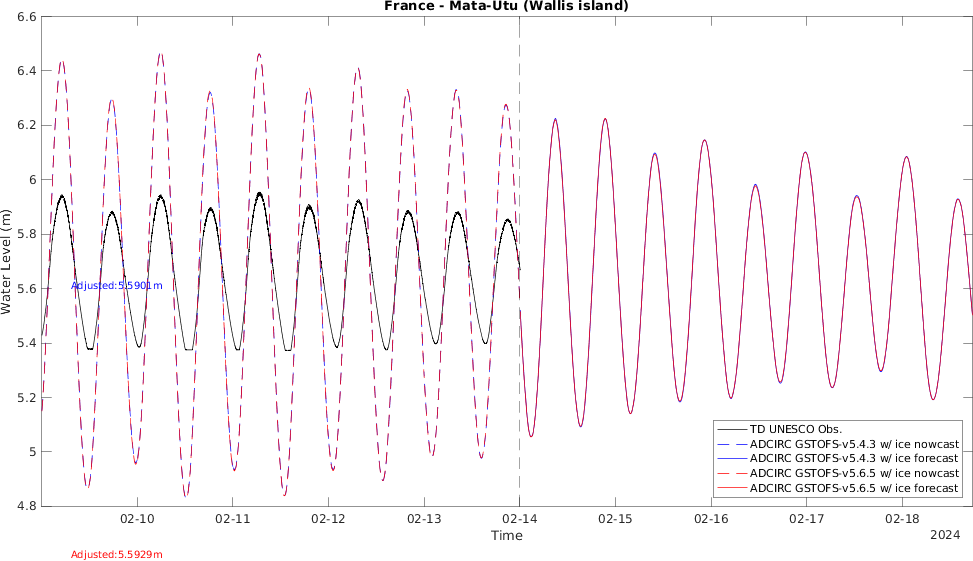 France - Mata-Utu (Wallis island)
6.6
6.4
6.2
6
5.8
5.6
5.4
5.2
5
4.8
Water Level (m)
Adjusted:5.5901m
TD UNESCO Obs.
ADCIRC GSTOFS-v5.4.3 w/ ice nowcast
ADCIRC GSTOFS-v5.4.3 w/ ice forecast
ADCIRC GSTOFS-v5.6.5 w/ ice nowcast
ADCIRC GSTOFS-v5.6.5 w/ ice forecast
02-10 02-11 02-12 02-13 02-14 02-15 02-16 02-17 02-18
Time
2024
Adjusted:5.5929m